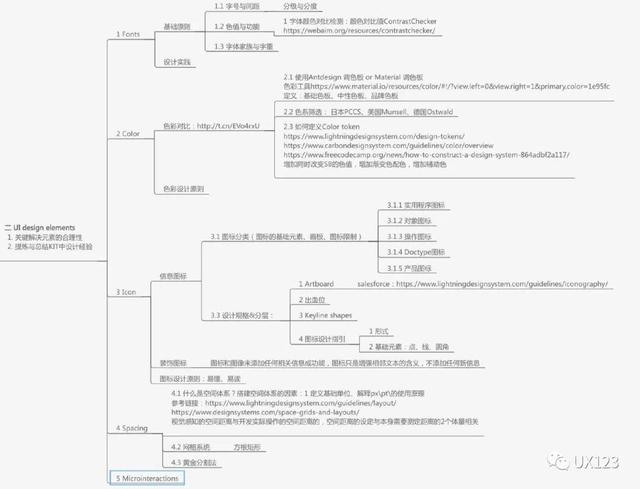 二 UI design elements
1. 关键解决元素的合理性
2. 提炼与总结KIT中设计经验
1 Fonts
基础原则
1.1 字号与间距
分级与分度
1.2 色值与功能
1 字体颜色对比检测：颜色对比值ContrastChecker
https://webaim.org/resources/contrastchecker/
1.3 字体家族与字重
设计实践
2 Color
色彩对比：http://t.cn/EVo4rxU
2.1 使用Antdesign 调色板 or Material 调色板
色彩工具https://www.material.io/resources/color/#!/?view.left=0&view.right=1&primary.color=1e95fc
定义：基础色板、中性色板、品牌色板
2.2 色系筛选： 日本PCCS、美国Munsell、德国Ostwald
2.3 如何定义Color token
https://www.lightningdesignsystem.com/design-tokens/
https://www.carbondesignsystem.com/guidelines/color/overview
https://www.freecodecamp.org/news/how-to-construct-a-design-system-864adbf2a117/
增加同时改变SB的色值，增加渐变色配色，增加辅助色
色彩设计原则
3 Icon
信息图标
3.1 图标分类（图标的基础元素、画板、图标限制）
3.1.1 实用程序图标
3.1.2 对象图标
3.1.3 操作图标
3.1.4 Doctype图标
3.1.5 产品图标
3.3 设计规格&分层：
1 Artboard
salesforce：https://www.lightningdesignsystem.com/guidelines/iconography/
2 出血位
3 Keyline shapes
4 图标设计指引
1 形式
2 基础元素：点、线、圆角
装饰图标
图标和图像未添加任何相关信息或功能，图标只是增强相邻文本的含义，不添加任何新信息
图标设计原则：易懂、易读
4 Spacing
4.1 什么是空间体系？搭建空间体系的因素：1 定义基础单位、解释px\pt\的使用原理
参考链接：https://www.lightningdesignsystem.com/guidelines/layout/
https://www.designsystems.com/space-grids-and-layouts/
视觉感知的空间距离与开发实际操作的空间距离的，空间距离的设定与本身需要测定距离的2个体量相关
4.2 网格系统
方根矩形
4.3 黄金分割法
5 Microinteractions
UX123